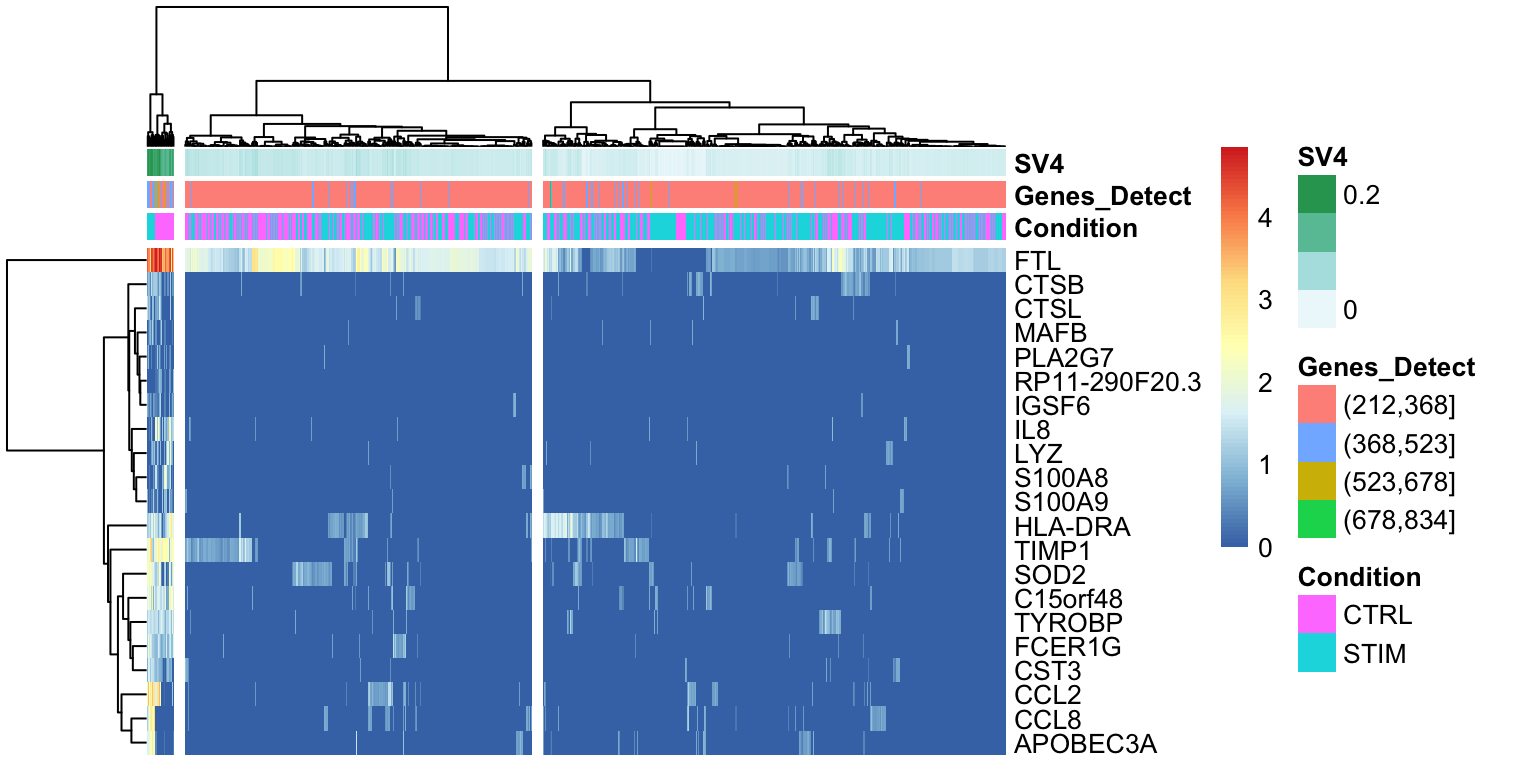 SV4
Genes_Detect
Condition
FTL
CTSB
CTSL
MAFB
PLA2G7
RP11-290F20.3
IGSF6
IL8
LYZ
S100A8
S100A9
HLA-DRA
TIMP1
SOD2
C15orf48
TYROBP
FCER1G
CST3
CCL2
CCL8
APOBEC3A
4
3
2
1
0
SV4
0.2
0
Genes_Detect
(212,368]
(368,523]
(523,678]
(678,834]
Condition
CTRL
STIM